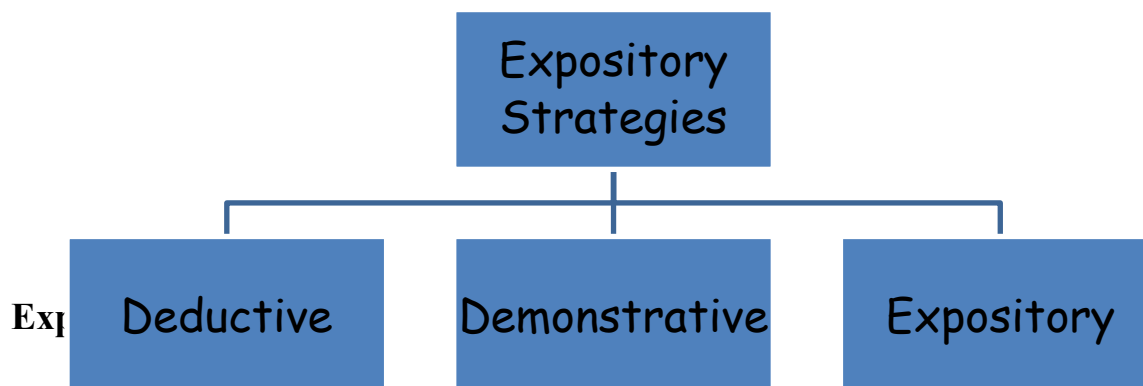 Expository
Strategies
Deductive
Demonstrative
Expository